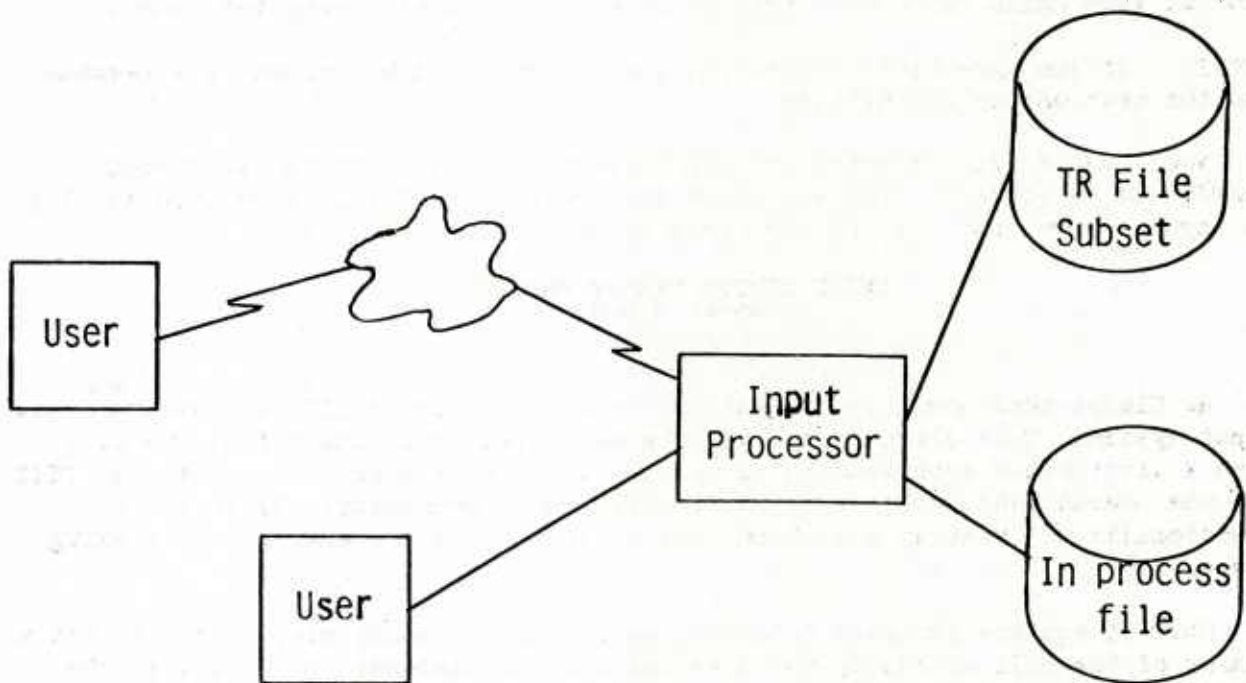 TR File
Subset
User
Input
Processor
In process
file
User